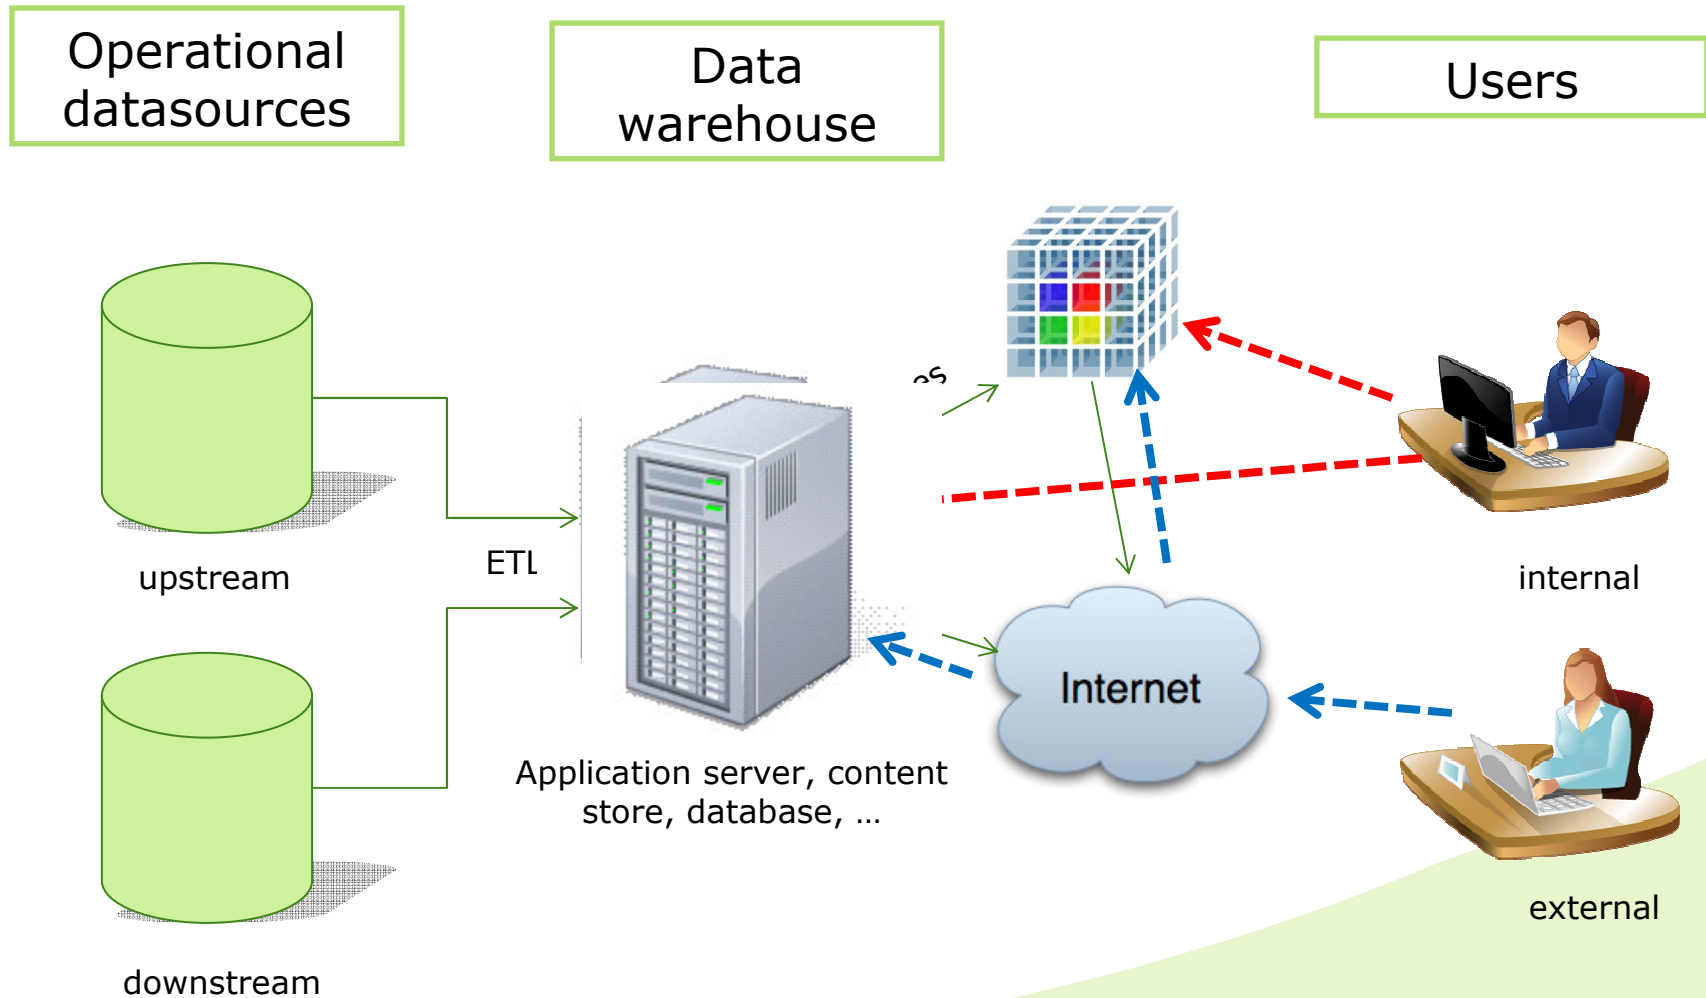 Operational
datasources
Data
warehouse
Users
upstream
ETL
internal
Internet
Application server, content
store, database, …
external
downstream